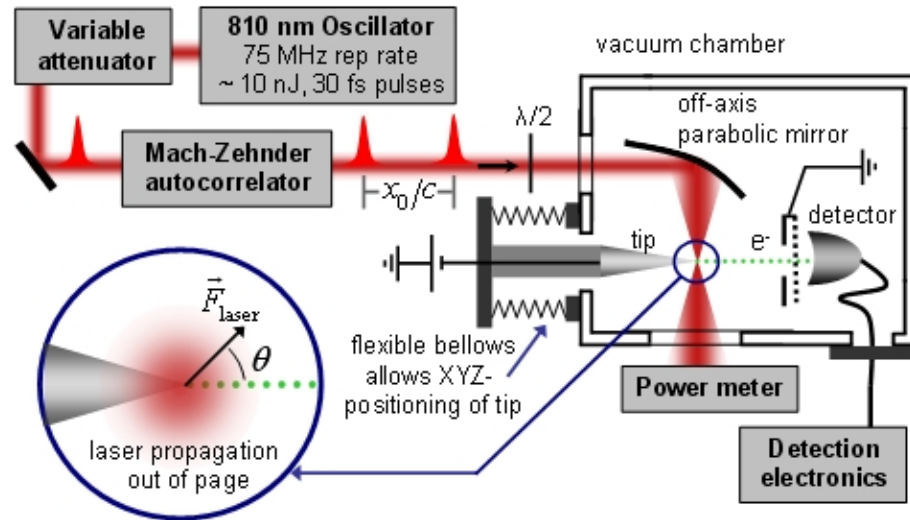 Variable
attenuator
810 nm Oscillator
75 MHz rep rate
~ 10 nJ, 30 fs pulses
vacuum chamber
off-axis
parabolic mirror
λ/2
Mach-Zehnder
autocorrelator
x₀/c
tip
e⁻
detector
F⃗laser
θ
laser propagation
out of page
flexible bellows
allows XYZ-
positioning of tip
Power meter
Detection
electronics